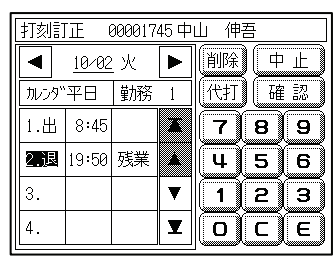 打刻訂正 00001745 中山 伸吾
◀ 10/02 火 ▶ 削除 中止
ｶﾚﾝﾀﾞ 平日 勤務 1 代打 確認
1.出 8:45 7 8 9
2.退 19:50 残業 ▲ 4 5 6
3. ▼ 1 2 3
4. 0 C E